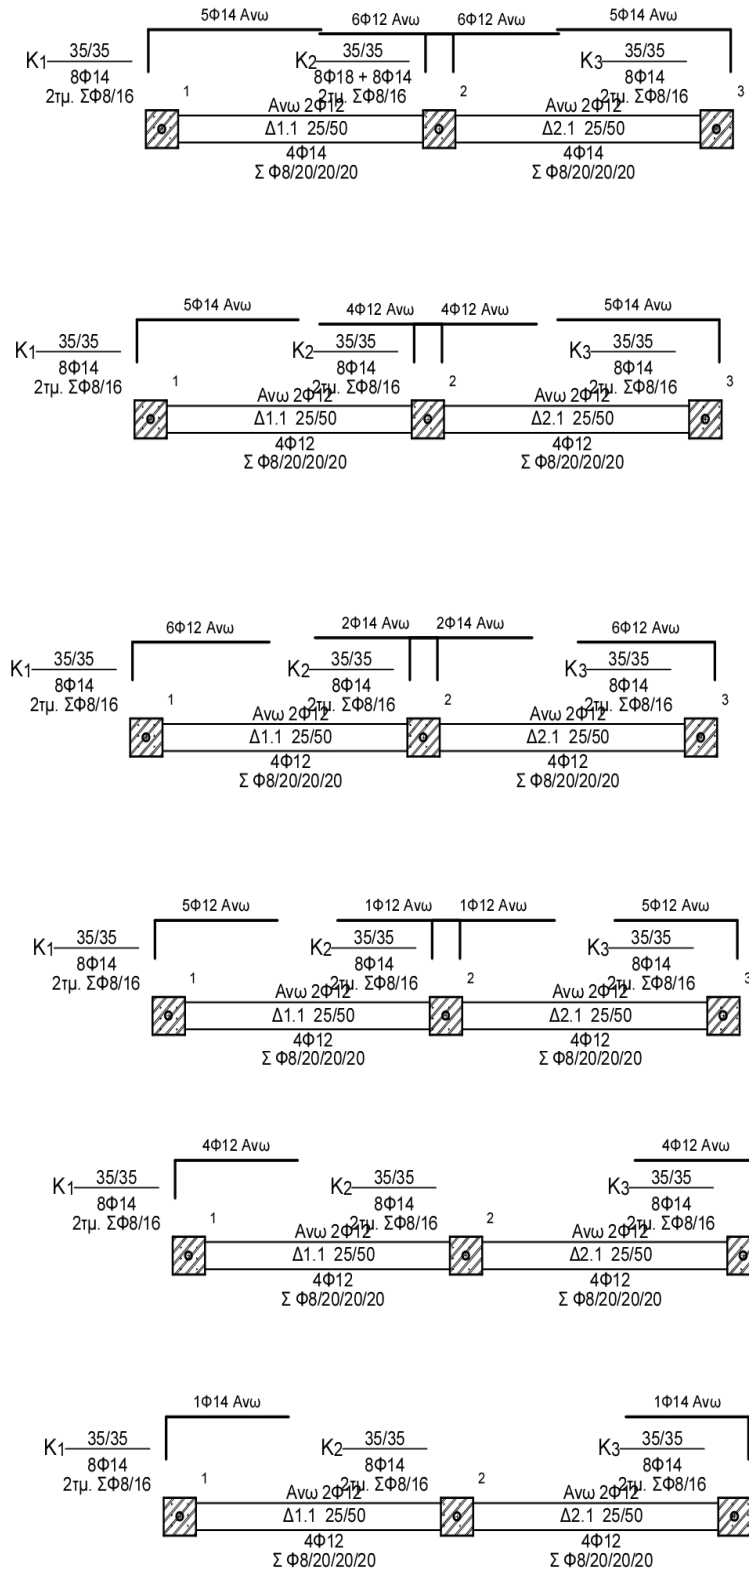 5Φ14 Ανω 6Φ12 Ανω 6Φ12 Ανω 5Φ14 Ανω
K1 35/35 K2 35/35 K3 35/35
8Φ14 8Φ18 + 8Φ14 8Φ14
2τμ. ΣΦ8/16 2τμ. ΣΦ8/16 2τμ. ΣΦ8/16
1 2 3
Ανω 2Φ12 Ανω 2Φ12
Δ1.1 25/50 Δ2.1 25/50
4Φ14 4Φ14
Σ Φ8/20/20/20 Σ Φ8/20/20/20
5Φ14 Ανω 4Φ12 Ανω 4Φ12 Ανω 5Φ14 Ανω
K1 35/35 K2 35/35 K3 35/35
8Φ14 8Φ14 8Φ14
2τμ. ΣΦ8/16 2τμ. ΣΦ8/16 2τμ. ΣΦ8/16
1 2 3
Ανω 2Φ12 Ανω 2Φ12
Δ1.1 25/50 Δ2.1 25/50
4Φ12 4Φ12
Σ Φ8/20/20/20 Σ Φ8/20/20/20
6Φ12 Ανω 2Φ14 Ανω 2Φ14 Ανω 6Φ12 Ανω
K1 35/35 K2 35/35 K3 35/35
8Φ14 8Φ14 8Φ14
2τμ. ΣΦ8/16 2τμ. ΣΦ8/16 2τμ. ΣΦ8/16
1 2 3
Ανω 2Φ12 Ανω 2Φ12
Δ1.1 25/50 Δ2.1 25/50
4Φ12 4Φ12
Σ Φ8/20/20/20 Σ Φ8/20/20/20
5Φ12 Ανω 1Φ12 Ανω 1Φ12 Ανω 5Φ12 Ανω
K1 35/35 K2 35/35 K3 35/35
8Φ14 8Φ14 8Φ14
2τμ. ΣΦ8/16 2τμ. ΣΦ8/16 2τμ. ΣΦ8/16
1 2 3
Ανω 2Φ12 Ανω 2Φ12
Δ1.1 25/50 Δ2.1 25/50
4Φ12 4Φ12
Σ Φ8/20/20/20 Σ Φ8/20/20/20
4Φ12 Ανω 4Φ12 Ανω
K1 35/35 K2 35/35 K3 35/35
8Φ14 8Φ14 8Φ14
2τμ. ΣΦ8/16 2τμ. ΣΦ8/16 2τμ. ΣΦ8/16
1 2
Ανω 2Φ12 Ανω 2Φ12
Δ1.1 25/50 Δ2.1 25/50
4Φ12 4Φ12
Σ Φ8/20/20/20 Σ Φ8/20/20/20
1Φ14 Ανω 1Φ14 Ανω
K1 35/35 K2 35/35 K3 35/35
8Φ14 8Φ14 8Φ14
2τμ. ΣΦ8/16 2τμ. ΣΦ8/16 2τμ. ΣΦ8/16
1 2
Ανω 2Φ12 Ανω 2Φ12
Δ1.1 25/50 Δ2.1 25/50
4Φ12 4Φ12
Σ Φ8/20/20/20 Σ Φ8/20/20/20